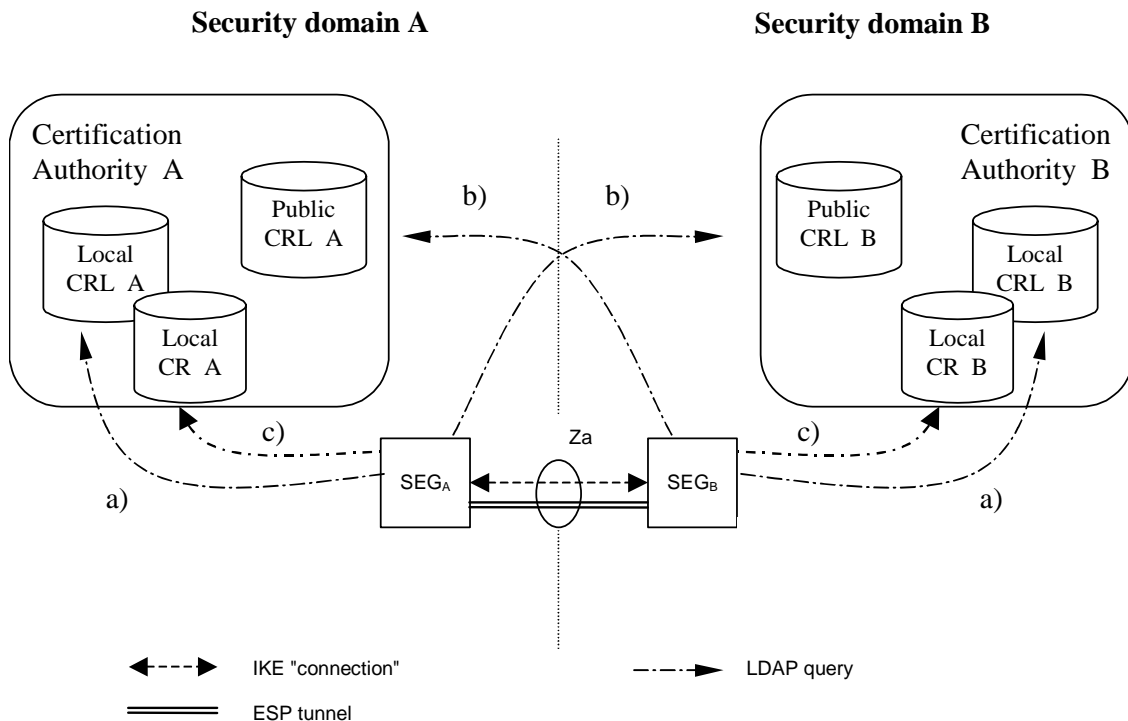 Security domain A
Security domain B
Certification
Authority A
Public
CRL A
Local
CRL A
Local
CR A
b)
b)
Certification
Authority B
Public
CRL B
Local
CRL B
Local
CR B
c)
a)
Za
SEGA
SEGB
c)
a)
IKE "connection"
LDAP query
ESP tunnel